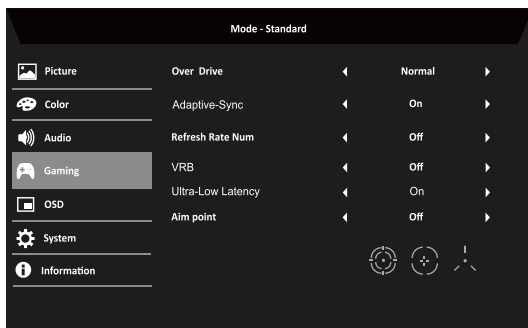 Mode - Standard
Picture
Over Drive Normal
Color
Adaptive-Sync On
Audio
Refresh Rate Num Off
Gaming
VRB Off
Ultra-Low Latency On
OSD
Aim point Off
System
Information